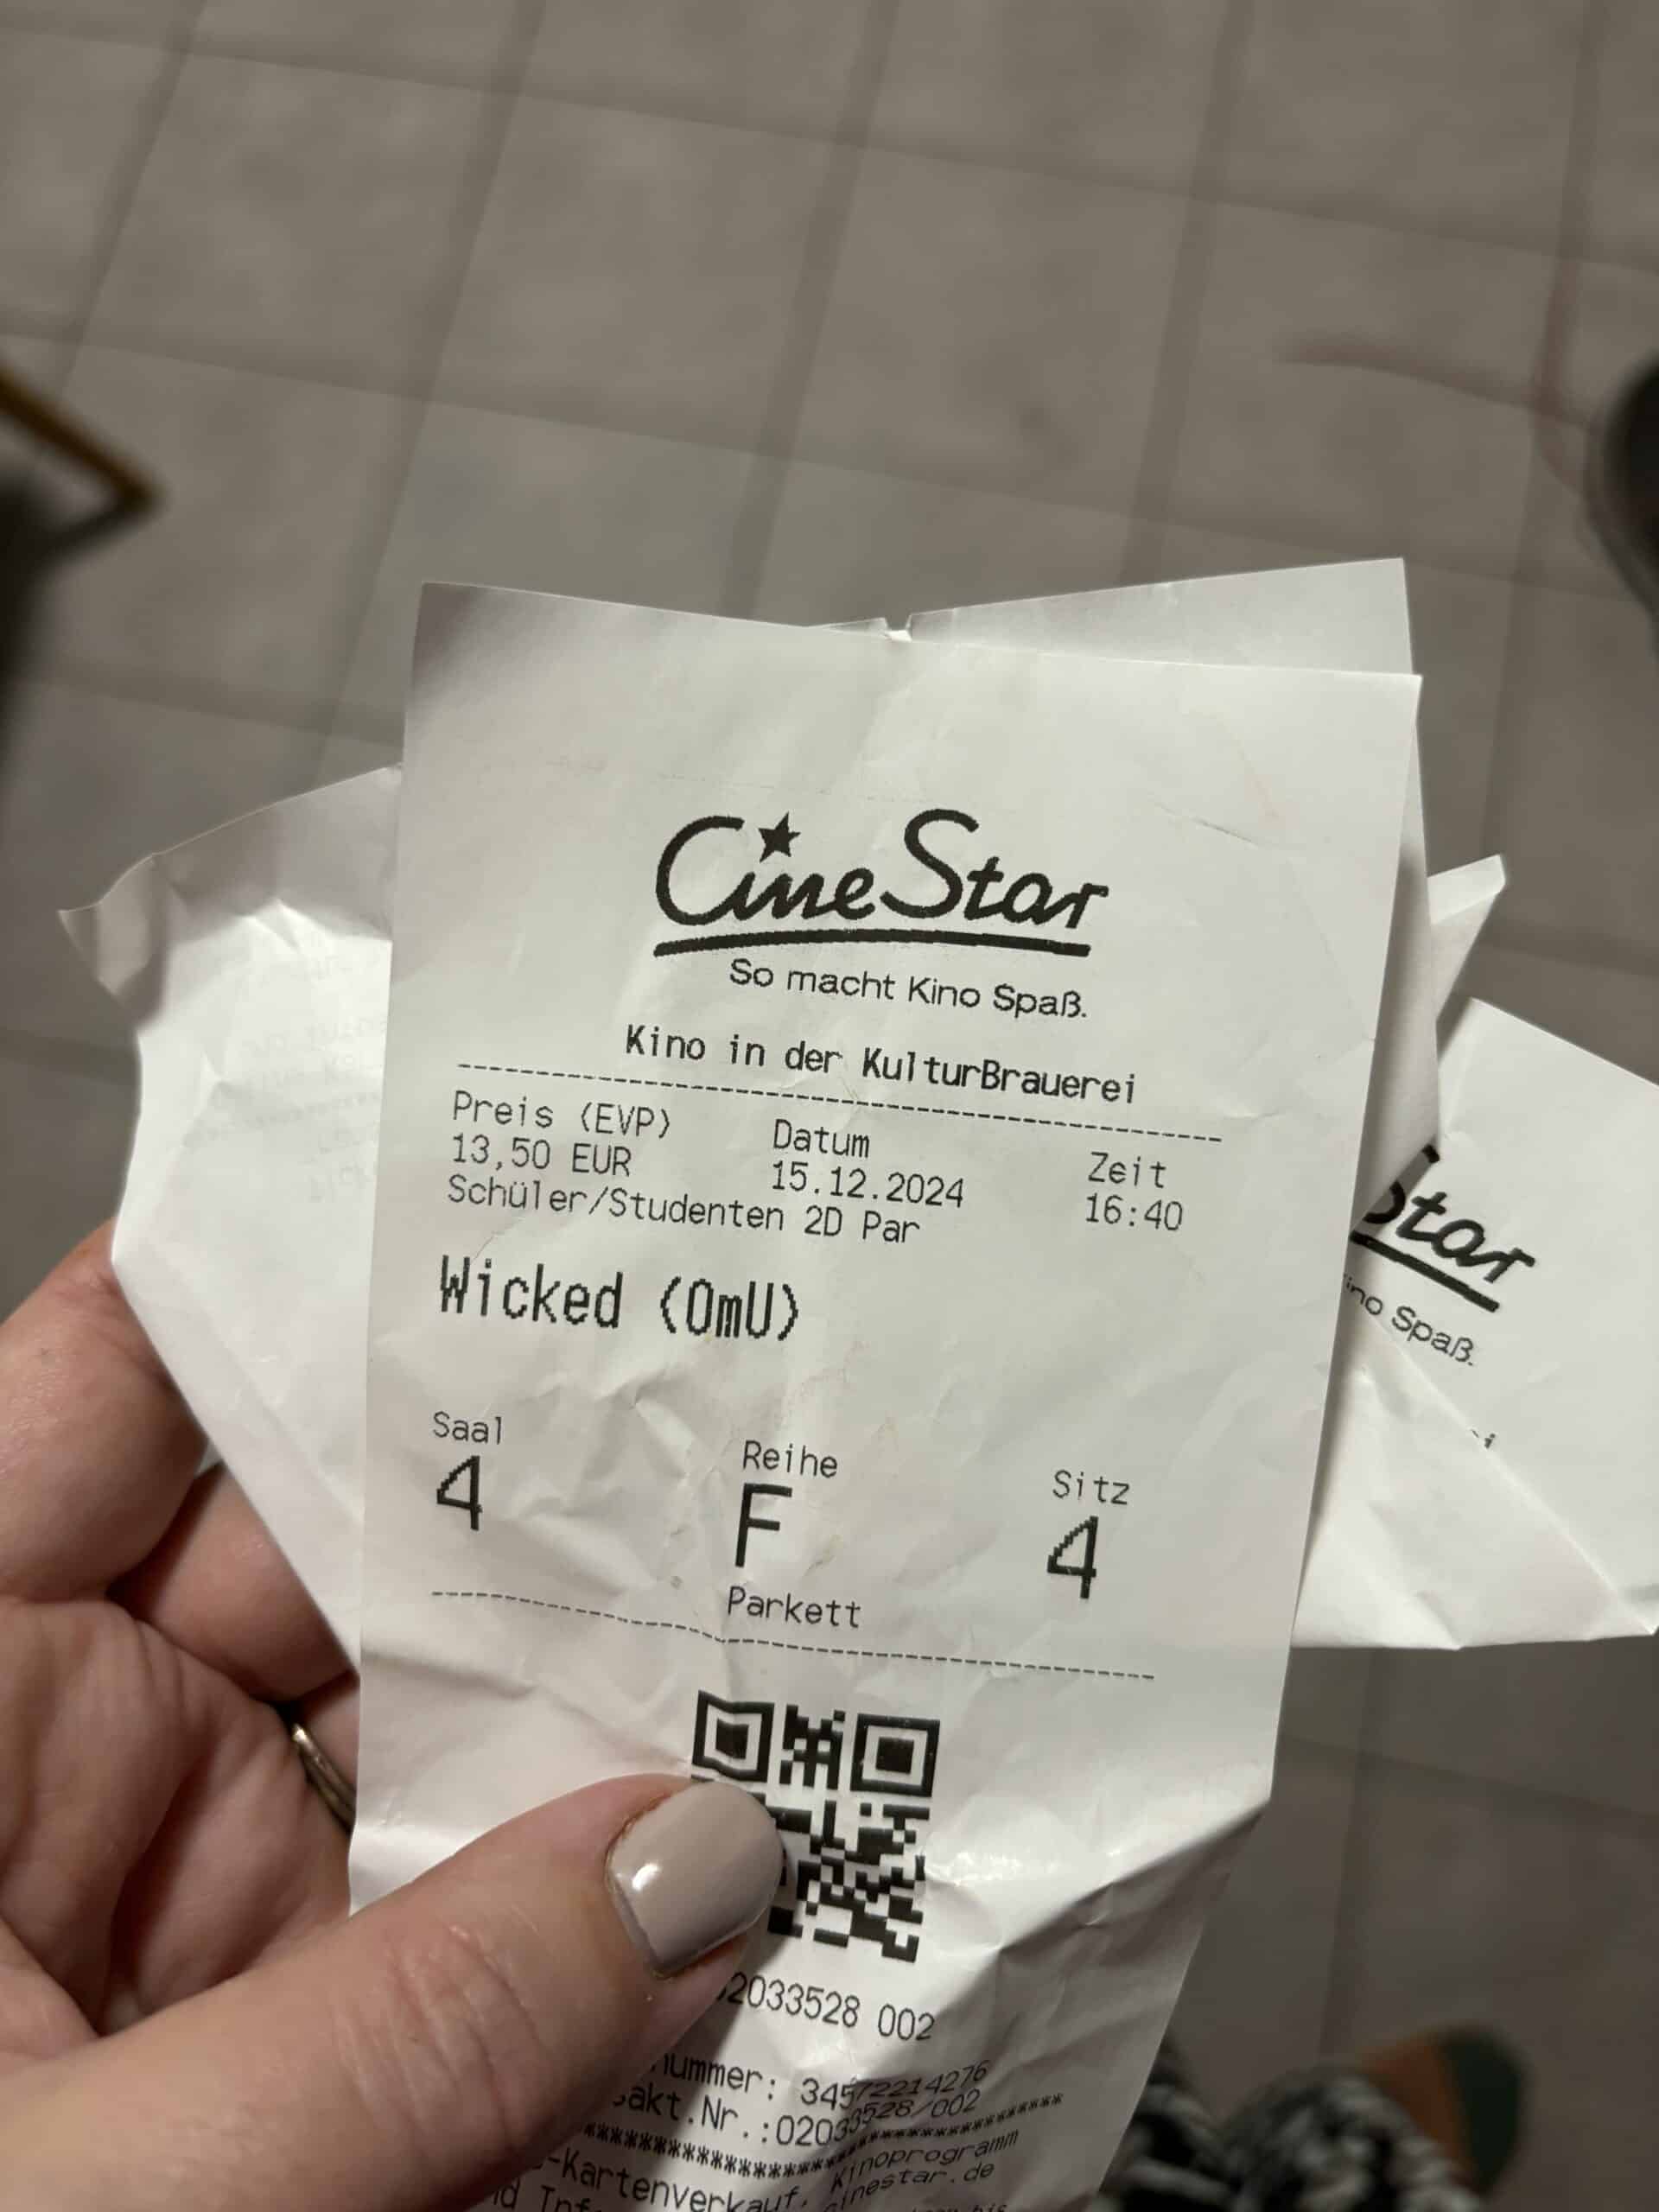 CineStar
So macht Kino Spaß.
Kino in der KulturBrauerei
Preis (EVP) Datum Zeit
13,50 EUR 15.12.2024 16:40
Schüler/Studenten 2D Par
Wicked (OmU)
Saal Reihe Sitz
4 F 4
Parkett
2033528 002
nummer: 34572214276
akt.Nr.:02033528/002
********************************
-Kartenverkauf, Kinoprogramm
cinestar.de
Star
ino Spaß.